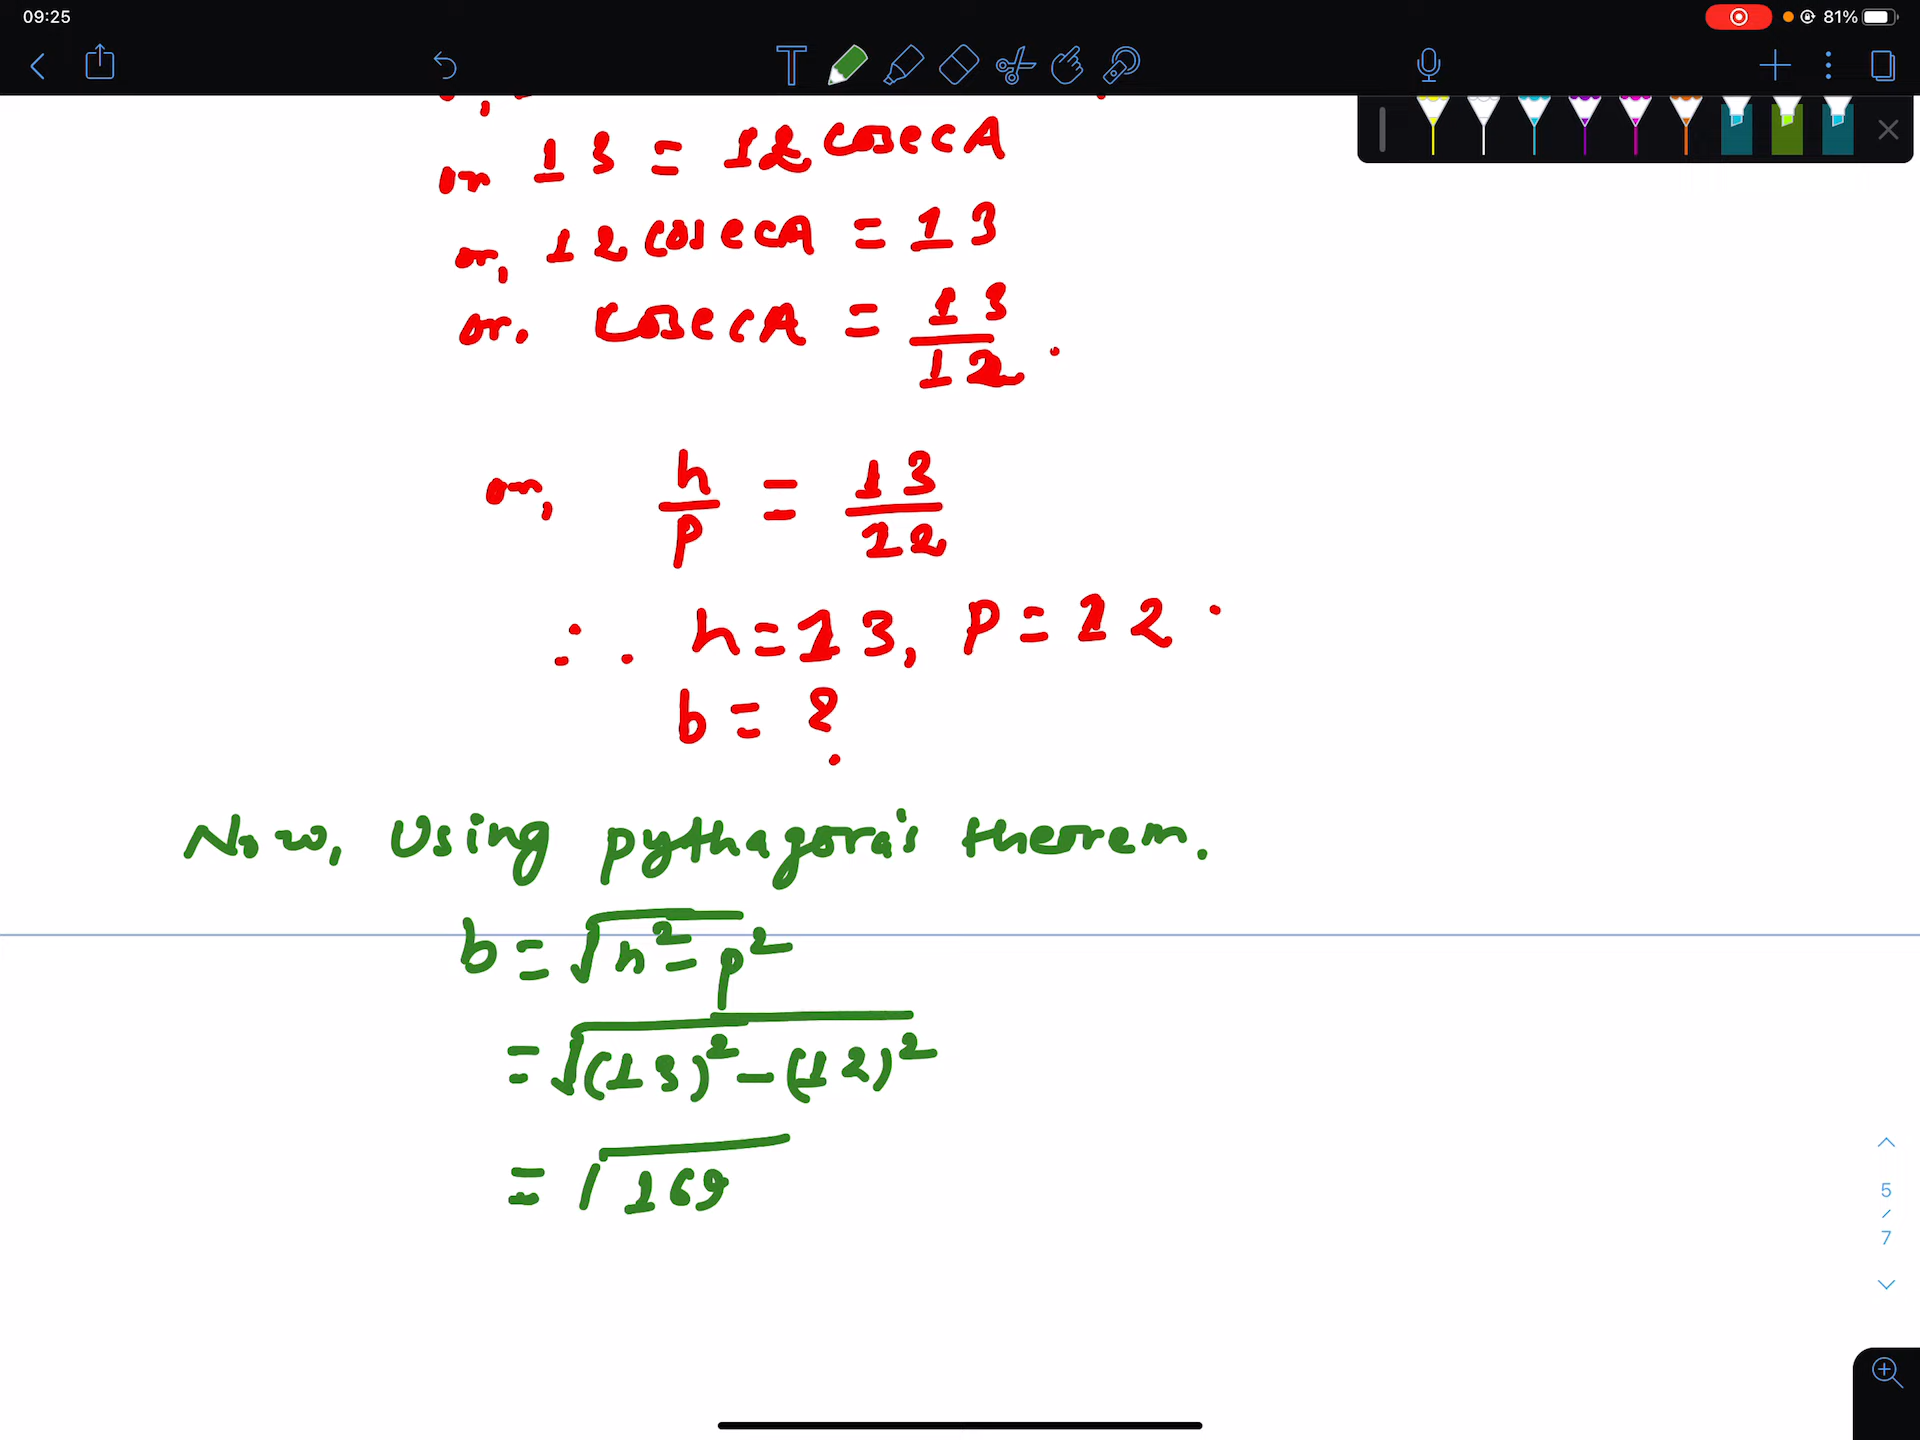 09:25
81%
or 13 = 12 cosecA
or, 12 cosecA = 13
or. cosecA = 13/12 .
or, h/p = 13/12
∴ . h = 13, p = 12 .
b = ?
Now, Using pythagora's theorem.
b = √h² - p²
= √(13)² - (12)²
= √169
5
/
7